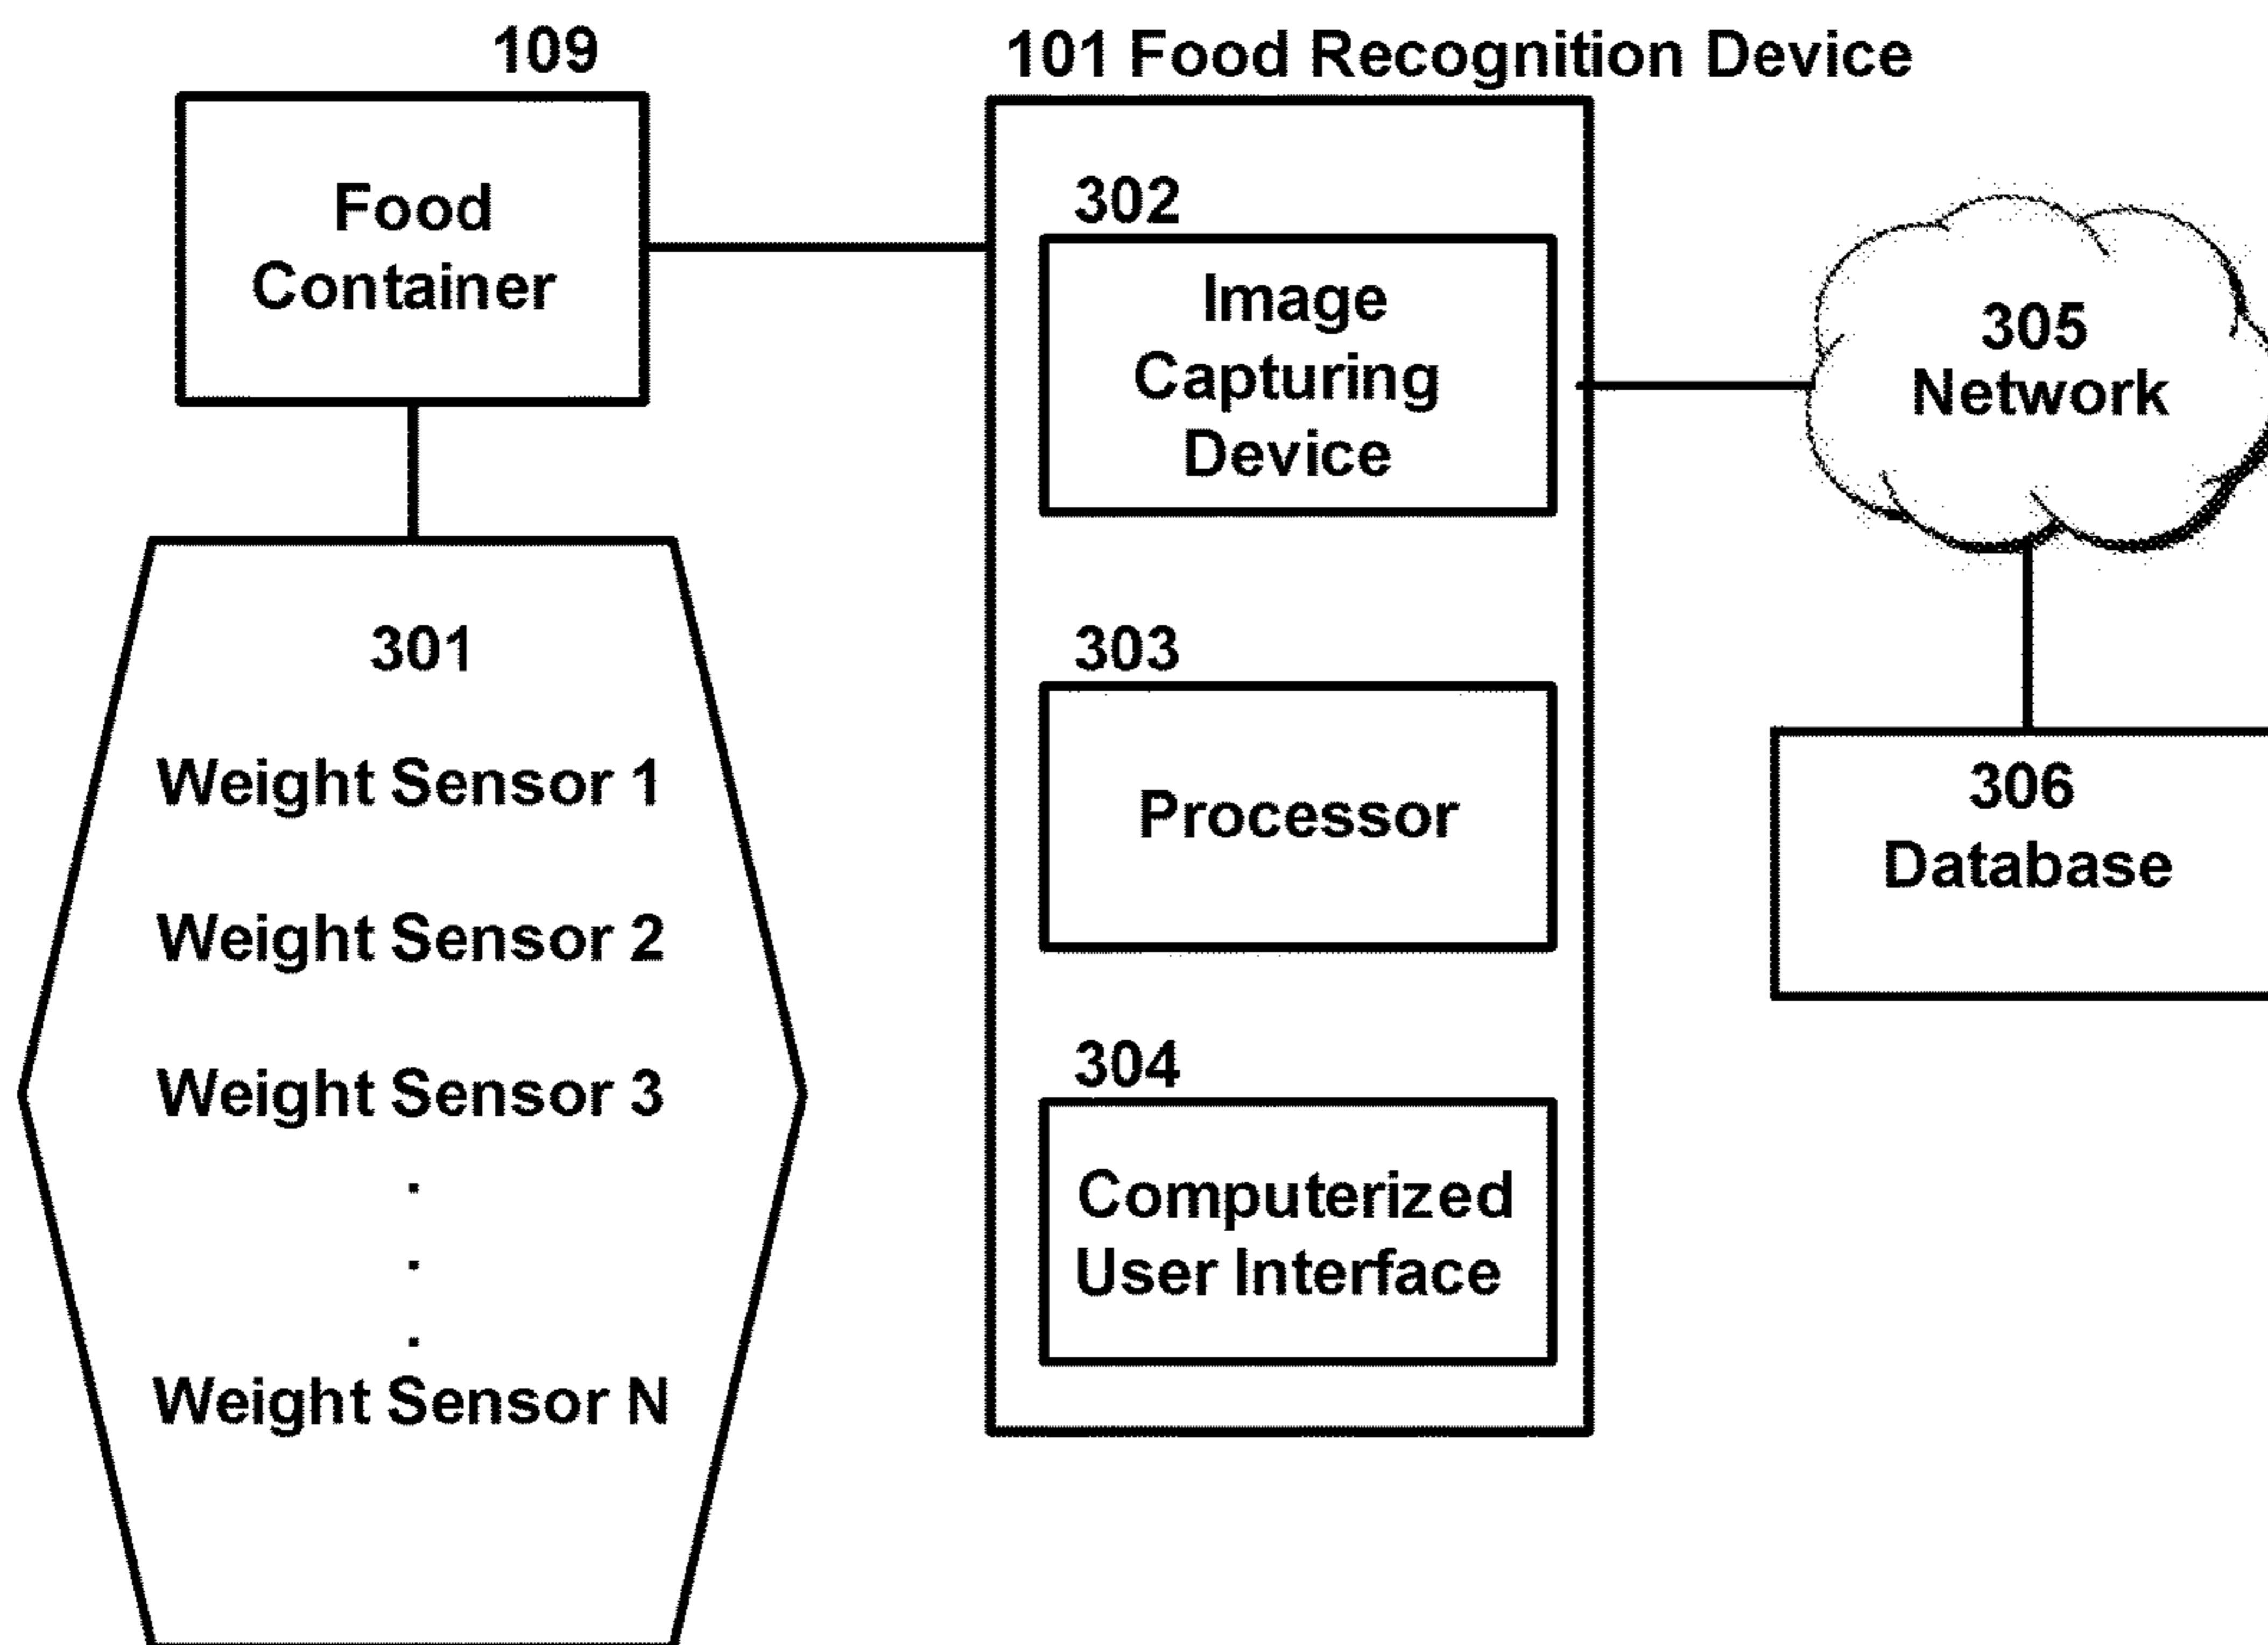 109
Food
Container
301
Weight Sensor 1
Weight Sensor 2
Weight Sensor 3
.
.
.
Weight Sensor N
101 Food Recognition Device
302
Image
Capturing
Device
303
Processor
304
Computerized
User Interface
305
Network
306
Database